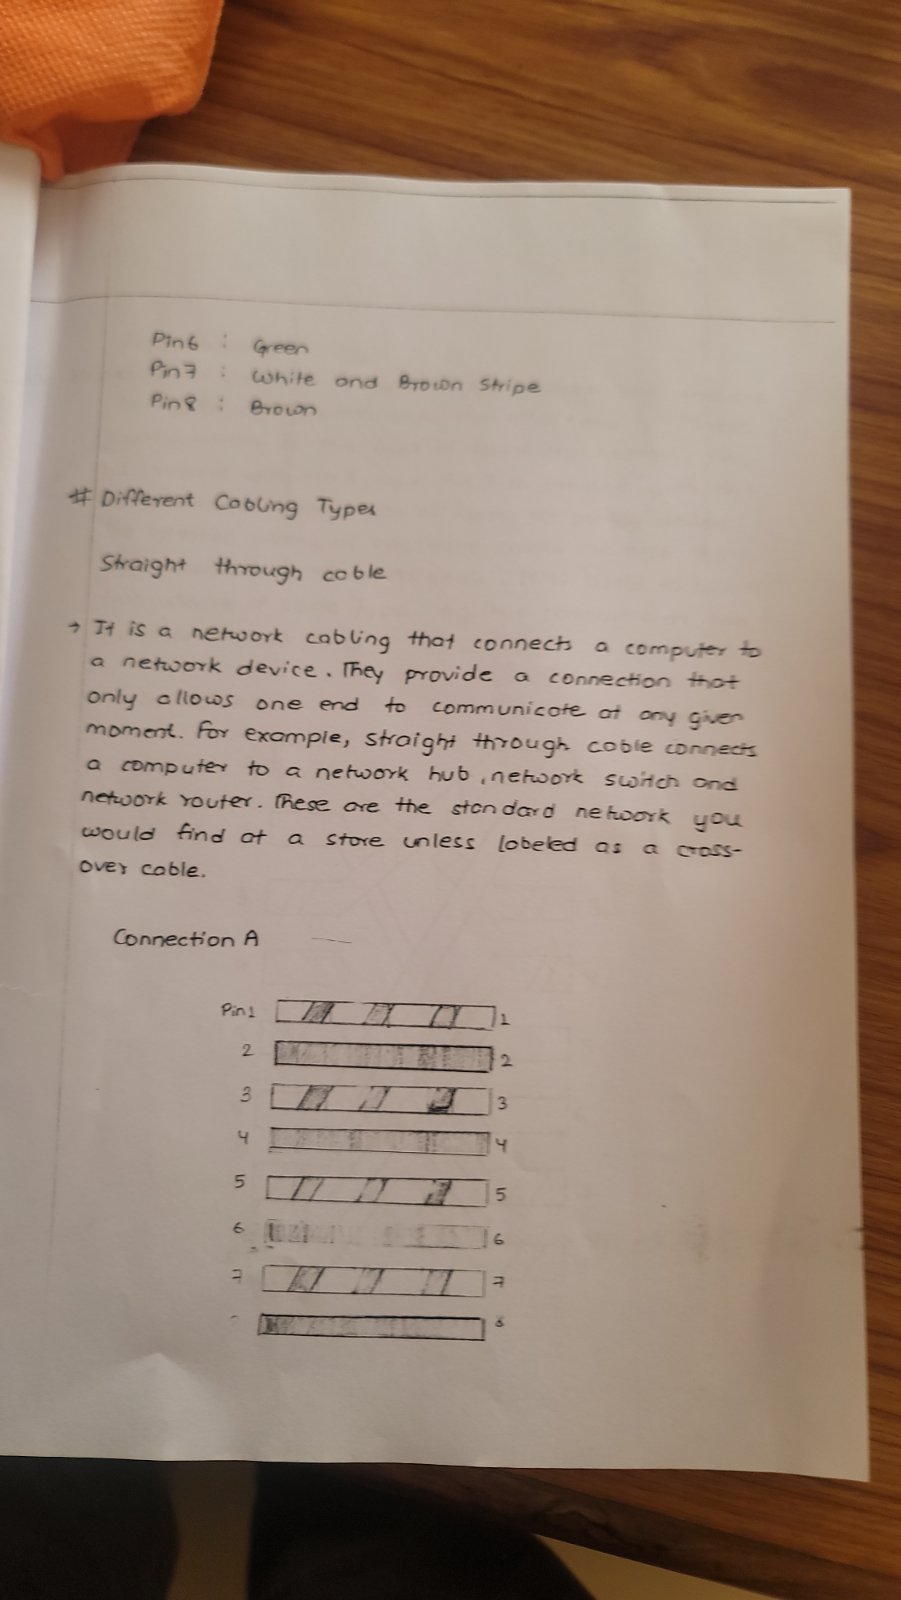 Pin6 : Green
Pin7 : White and Brown Stripe
Pin8 : Brown
# Different Cabling Types
Straight through cable
→ It is a network cabling that connects a computer to
a network device. They provide a connection that
only allows one end to communicate at any given
moment. For example, straight through cable connects
a computer to a network hub, network switch and
network router. These are the standard network you
would find at a store unless labeled as a cross-
over cable.
Connection A
Pin1 1
2 2
3 3
4 4
5 5
6 6
7 7
8